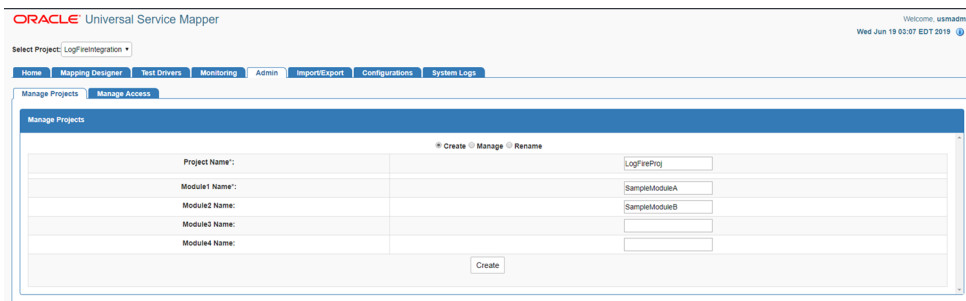 ORACLE® Universal Service Mapper
Welcome, usmadm
Wed Jun 19 03:07 EDT 2019
Select Project: LogFireIntegration
Home Mapping Designer Test Drivers Monitoring Admin Import/Export Configurations System Logs
Manage Projects Manage Access
Manage Projects
Create Manage Rename
Project Name*: LogFireProj
Module1 Name*: SampleModuleA
Module2 Name: SampleModuleB
Module3 Name:
Module4 Name:
Create